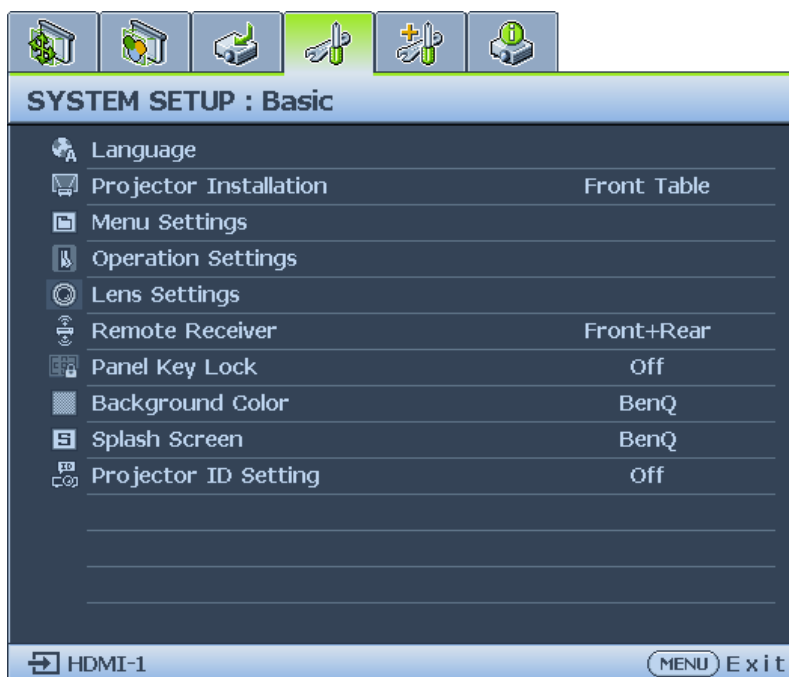 SYSTEM SETUP : Basic
Language
Projector Installation Front Table
Menu Settings
Operation Settings
Lens Settings
Remote Receiver Front+Rear
Panel Key Lock Off
Background Color BenQ
Splash Screen BenQ
Projector ID Setting Off
HDMI-1 MENU Exit